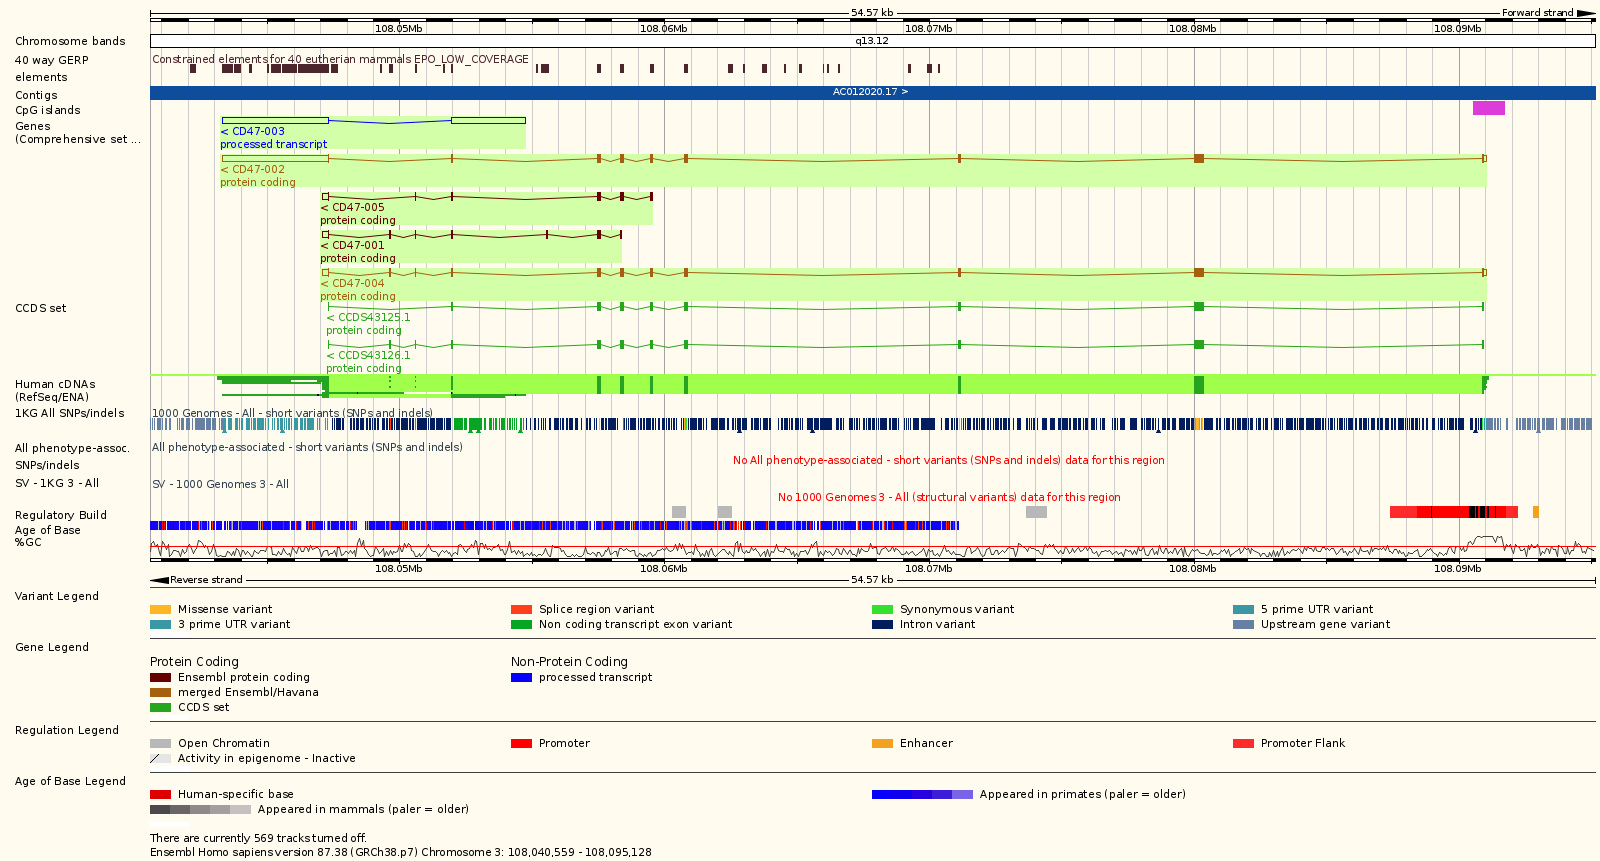 54.57 kb Forward strand
108.05Mb 108.06Mb 108.07Mb 108.08Mb 108.09Mb
Chromosome bands q13.12
40 way GERP elements Constrained elements for 40 eutherian mammals EPO_LOW_COVERAGE
Contigs AC012020.17 >
CpG islands
Genes
(Comprehensive set ...
< CD47-003
processed transcript
< CD47-002
protein coding
< CD47-005
protein coding
< CD47-001
protein coding
< CD47-004
protein coding
CCDS set
< CCDS43125.1
protein coding
< CCDS43126.1
protein coding
Human cDNAs
(RefSeq/ENA)
1KG All SNPs/indels 1000 Genomes - All - short variants (SNPs and indels)
All phenotype-assoc. All phenotype-associated - short variants (SNPs and indels)
SNPs/indels No All phenotype-associated - short variants (SNPs and indels) data for this region
SV - 1KG 3 - All SV - 1000 Genomes 3 - All
No 1000 Genomes 3 - All (structural variants) data for this region
Regulatory Build
Age of Base
%GC
108.05Mb 108.06Mb 108.07Mb 108.08Mb 108.09Mb
Reverse strand 54.57 kb
Variant Legend
Missense variant Splice region variant Synonymous variant 5 prime UTR variant
3 prime UTR variant Non coding transcript exon variant Intron variant Upstream gene variant
Gene Legend
Protein Coding Non-Protein Coding
Ensembl protein coding processed transcript
merged Ensembl/Havana
CCDS set
Regulation Legend
Open Chromatin Promoter Enhancer Promoter Flank
Activity in epigenome - Inactive
Age of Base Legend
Human-specific base Appeared in primates (paler = older)
Appeared in mammals (paler = older)
There are currently 569 tracks turned off.
Ensembl Homo sapiens version 87.38 (GRCh38.p7) Chromosome 3: 108,040,559 - 108,095,128